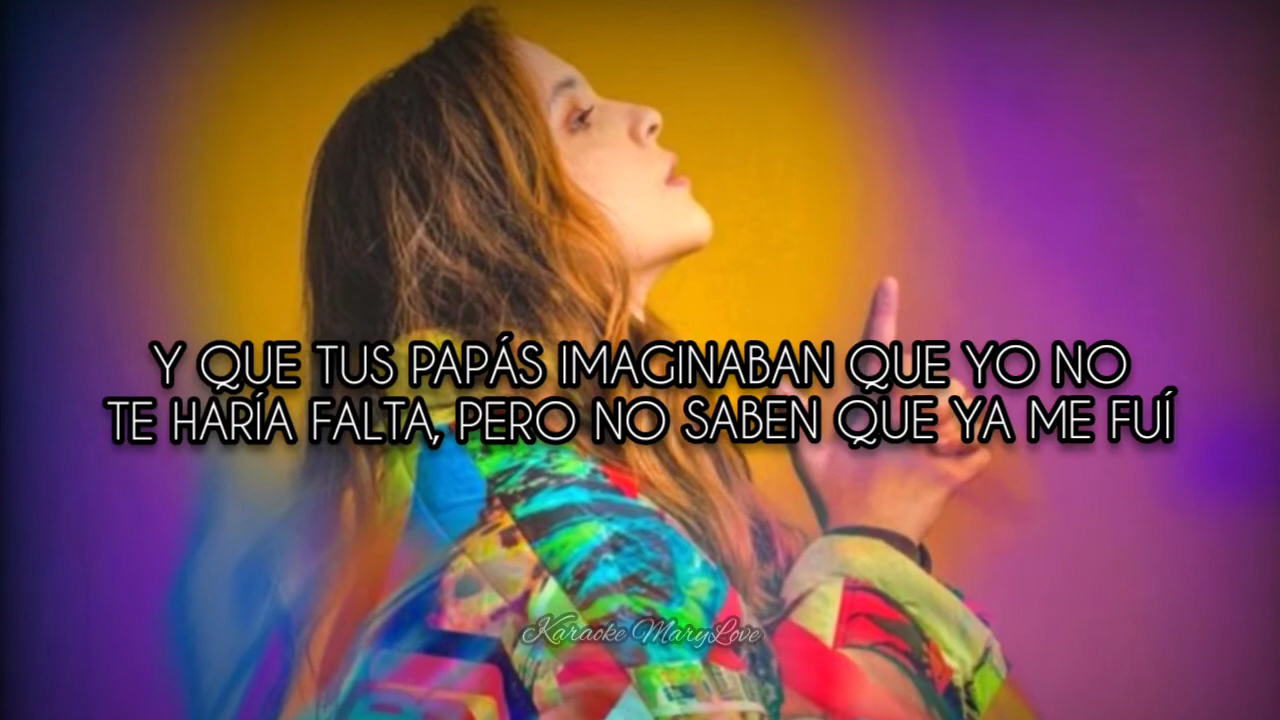 Y QUE TUS PAPÁS IMAGINABAN QUE YO NO
TE HARÍA FALTA, PERO NO SABEN QUE YA ME FUÍ
Karaoke MaryLove